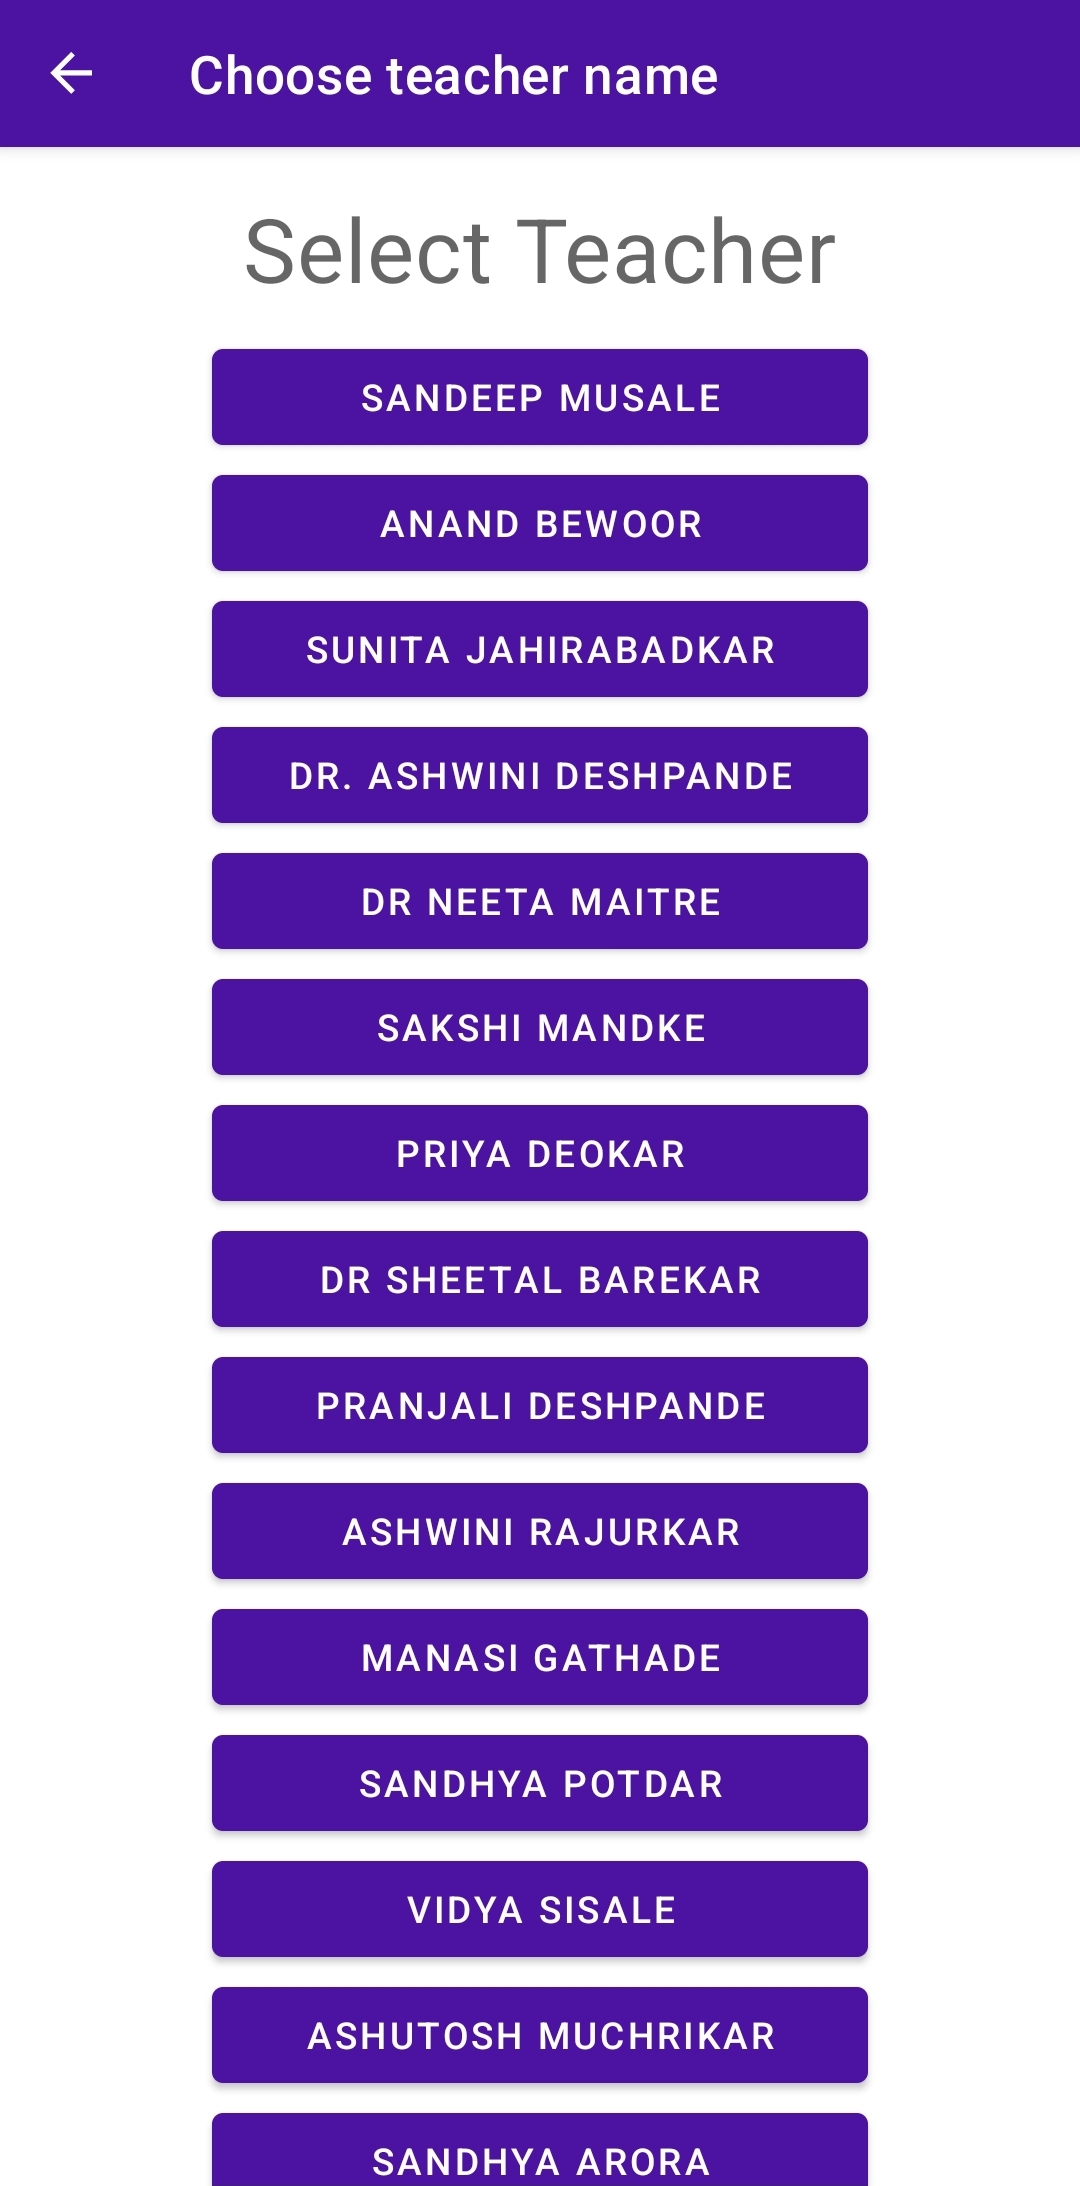 Choose teacher name
Select Teacher
SANDEEP MUSALE
ANAND BEWOOR
SUNITA JAHIRABADKAR
DR. ASHWINI DESHPANDE
DR NEETA MAITRE
SAKSHI MANDKE
PRIYA DEOKAR
DR SHEETAL BAREKAR
PRANJALI DESHPANDE
ASHWINI RAJURKAR
MANASI GATHADE
SANDHYA POTDAR
VIDYA SISALE
ASHUTOSH MUCHRIKAR
SANDHYA ARORA